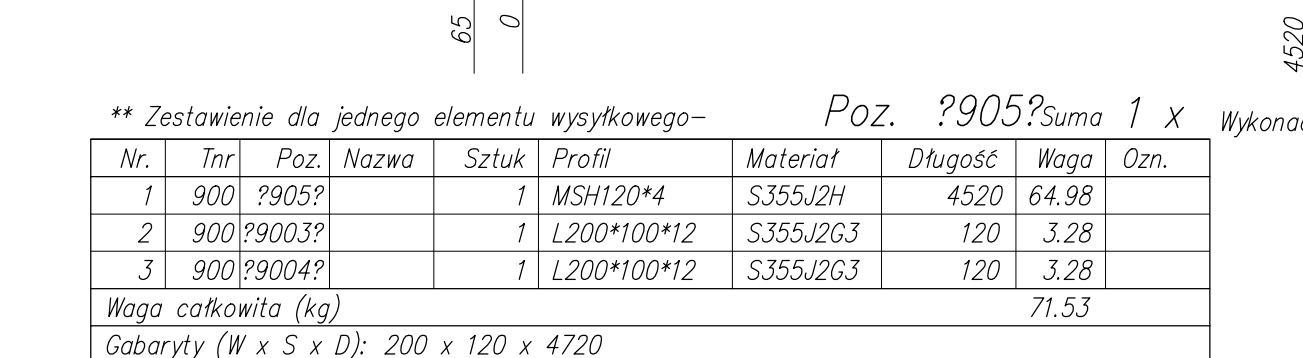 65 0 4520
** Zestawienie dla jednego elementu wysyłkowego– Poz. ?905? Suma 1 x
Nr. Tnr Poz. Nazwa Sztuk Profil Materiał Długość Waga Ozn.
1 900 ?905? 1 MSH120*4 S355J2H 4520 64.98
2 900 ?9003? 1 L200*100*12 S355J2G3 120 3.28
3 900 ?9004? 1 L200*100*12 S355J2G3 120 3.28
Waga całkowita (kg) 71.53
Gabaryty (W x S x D): 200 x 120 x 4720